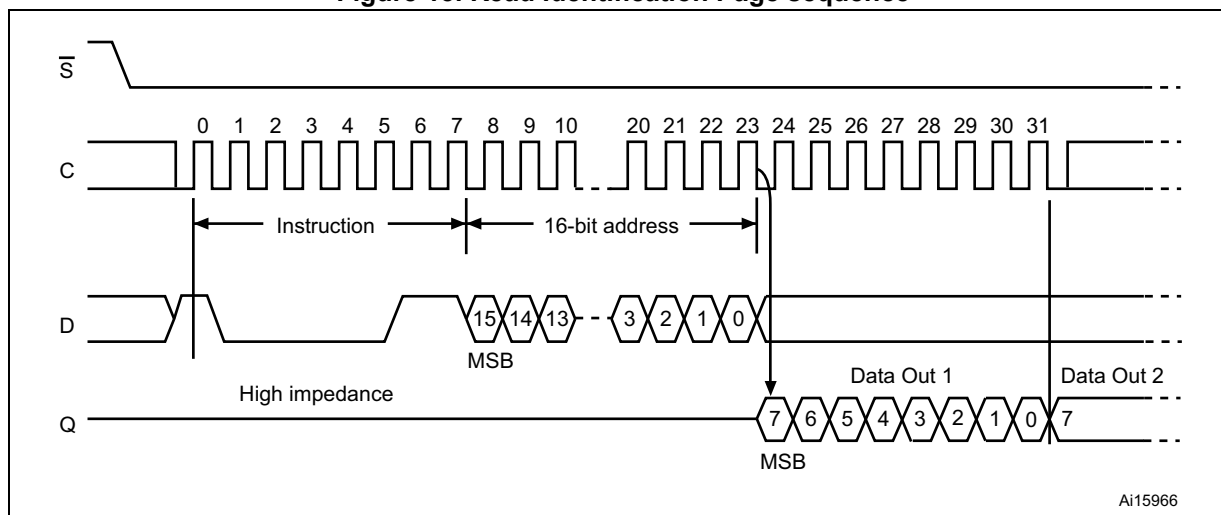 Figure Read Identification Page sequence
S
0 1 2 3 4 5 6 7 8 9 10 20 21 22 23 24 25 26 27 28 29 30 31
C
Instruction 16-bit address
D 15 14 13 3 2 1 0
MSB
High impedance Data Out 1 Data Out 2
Q 7 6 5 4 3 2 1 0 7
MSB
Ai15966